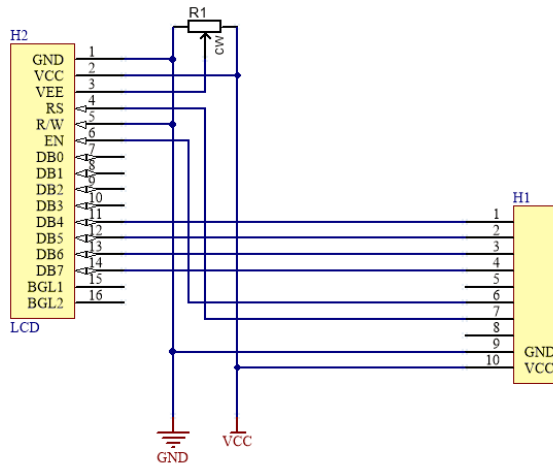 R1
CW
H2
GND 1
VCC 2
VEE 3
RS 4
R/W 5
EN 6
DB0 7
DB1 8
DB2 9
DB3 10
DB4 11
DB5 12
DB6 13
DB7 14
BGL1 15
BGL2 16
LCD
H1
1
2
3
4
5
6
7
8
9 GND
10 VCC
GND
VCC